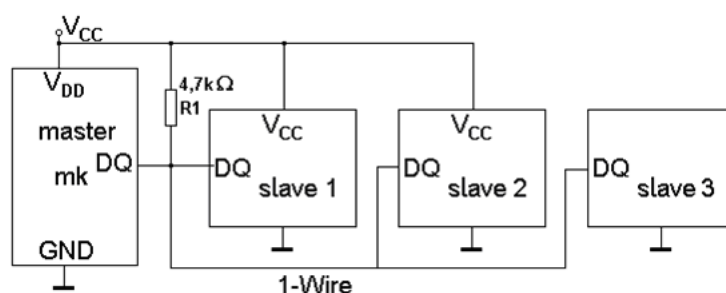 VCC
VDD
master
mk
DQ
GND
4,7kΩ
R1
VCC
DQ
slave 1
VCC
DQ
slave 2
DQ
slave 3
1-Wire